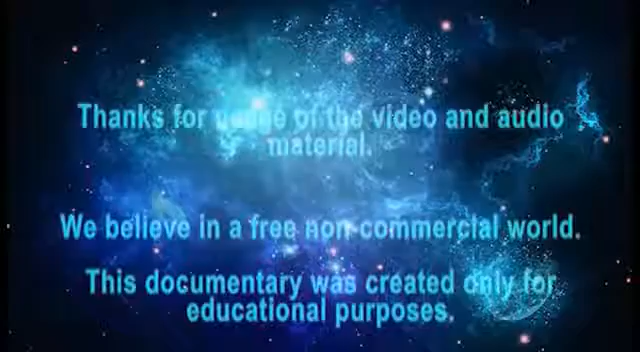 Thanks for usage of the video and audio
material.
We believe in a free non-commercial world.
This documentary was created only for
educational purposes.